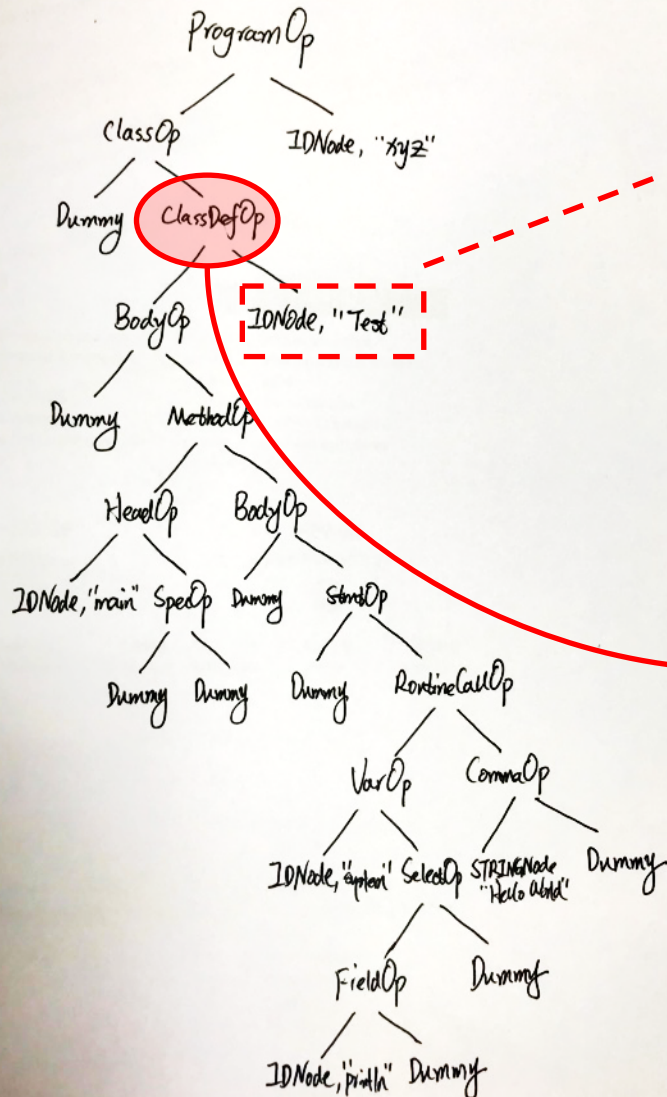 ProgramOp
ClassOp IDNode, "xyz"
Dummy ClassDefOp
BodyOp IDNode, "Test"
Dummy MethodOp
HeadOp BodyOp
IDNode, "main" SpecOp Dummy StmtOp
Dummy Dummy Dummy RoutineCallOp
VarOp CommaOp
IDNode, "system" SelectOp STRINGNode Dummy
"Hello World"
FieldOp Dummy
IDNode, "println" Dummy